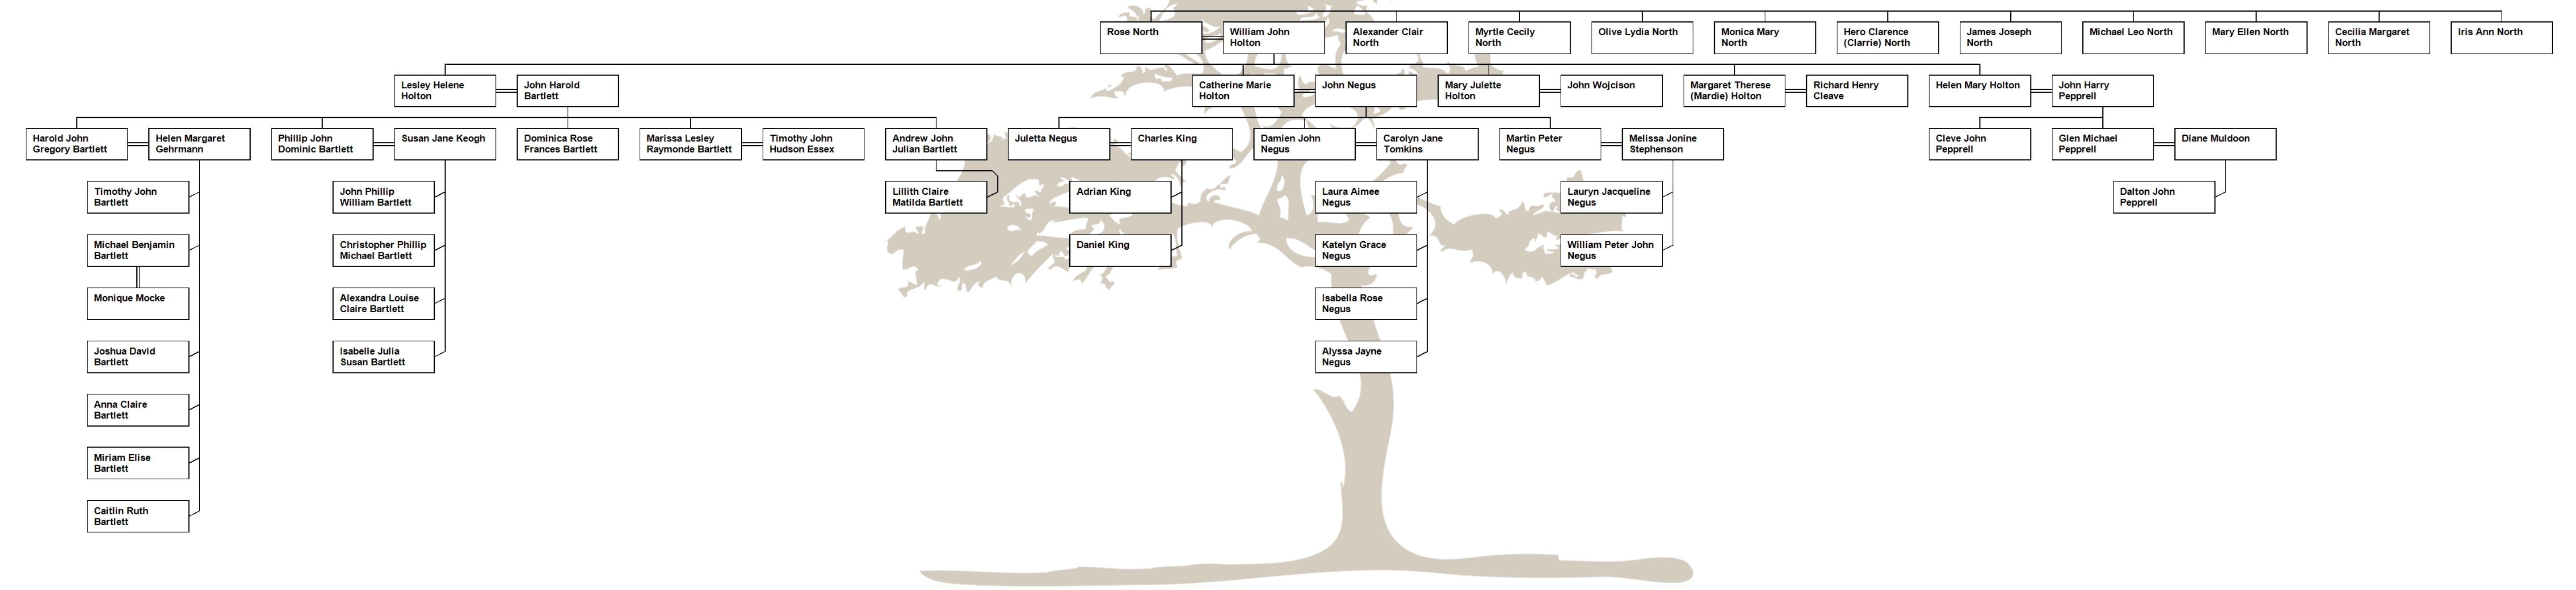 Rose North
William John
Holton
Alexander Clair
North
Myrtle Cecily
North
Olive Lydia North
Monica Mary
North
Hero Clarence
(Clarrie) North
James Joseph
North
Michael Leo North
Mary Ellen North
Cecilia Margaret
North
Iris Ann North
Lesley Helene
Holton
John Harold
Bartlett
Catherine Marie
Holton
John Negus
Mary Julette
Holton
John Wojcison
Margaret Therese
(Mardie) Holton
Richard Henry
Cleave
Helen Mary Holton
John Harry
Pepprell
Harold John
Gregory Bartlett
Helen Margaret
Gehrmann
Phillip John
Dominic Bartlett
Susan Jane Keogh
Dominica Rose
Frances Bartlett
Marissa Lesley
Raymonde Bartlett
Timothy John
Hudson Essex
Andrew John
Julian Bartlett
Juletta Negus
Charles King
Damien John
Negus
Carolyn Jane
Tomkins
Martin Peter
Negus
Melissa Jonine
Stephenson
Cleve John
Pepprell
Glen Michael
Pepprell
Diane Muldoon
Timothy John
Bartlett
John Phillip
William Bartlett
Lillith Claire
Matilda Bartlett
Adrian King
Laura Aimee
Negus
Lauryn Jacqueline
Negus
Dalton John
Pepprell
Michael Benjamin
Bartlett
Christopher Phillip
Michael Bartlett
Daniel King
Katelyn Grace
Negus
William Peter John
Negus
Monique Mocke
Alexandra Louise
Claire Bartlett
Isabella Rose
Negus
Joshua David
Bartlett
Isabelle Julia
Susan Bartlett
Alyssa Jayne
Negus
Anna Claire
Bartlett
Miriam Elise
Bartlett
Caitlin Ruth
Bartlett